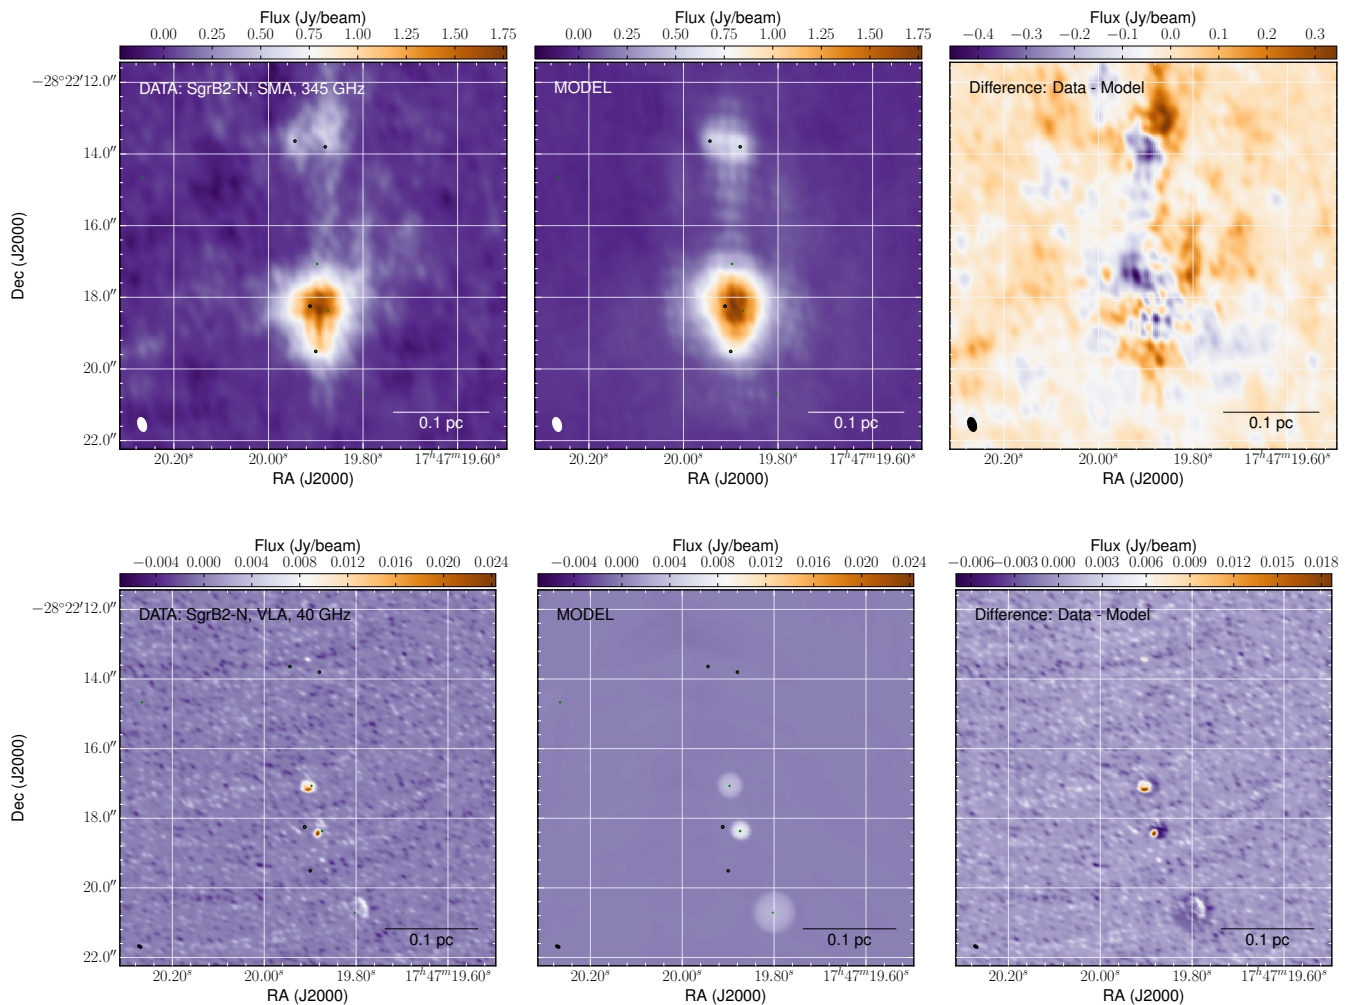 Flux (Jy/beam) Flux (Jy/beam) Flux (Jy/beam)
0.00 0.25 0.50 0.75 1.00 1.25 1.50 1.75 0.00 0.25 0.50 0.75 1.00 1.25 1.50 1.75 −0.4 −0.3 −0.2 −0.1 0.0 0.1 0.2 0.3
−28°22′12.0″ DATA: SgrB2-N, SMA, 345 GHz MODEL Difference: Data - Model
14.0″
16.0″
Dec (J2000)
18.0″
20.0″
0.1 pc 0.1 pc 0.1 pc
22.0″
20.20ˢ 20.00ˢ 19.80ˢ 17ʰ47ᵐ19.60ˢ 20.20ˢ 20.00ˢ 19.80ˢ 17ʰ47ᵐ19.60ˢ 20.20ˢ 20.00ˢ 19.80ˢ 17ʰ47ᵐ19.60ˢ
RA (J2000) RA (J2000) RA (J2000)
Flux (Jy/beam) Flux (Jy/beam) Flux (Jy/beam)
−0.004 0.000 0.004 0.008 0.012 0.016 0.020 0.024 −0.004 0.000 0.004 0.008 0.012 0.016 0.020 0.024 −0.006 −0.003 0.000 0.003 0.006 0.009 0.012 0.015 0.018
−28°22′12.0″ DATA: SgrB2-N, VLA, 40 GHz MODEL Difference: Data - Model
14.0″
16.0″
Dec (J2000)
18.0″
20.0″
0.1 pc 0.1 pc 0.1 pc
22.0″
20.20ˢ 20.00ˢ 19.80ˢ 17ʰ47ᵐ19.60ˢ 20.20ˢ 20.00ˢ 19.80ˢ 17ʰ47ᵐ19.60ˢ 20.20ˢ 20.00ˢ 19.80ˢ 17ʰ47ᵐ19.60ˢ
RA (J2000) RA (J2000) RA (J2000)